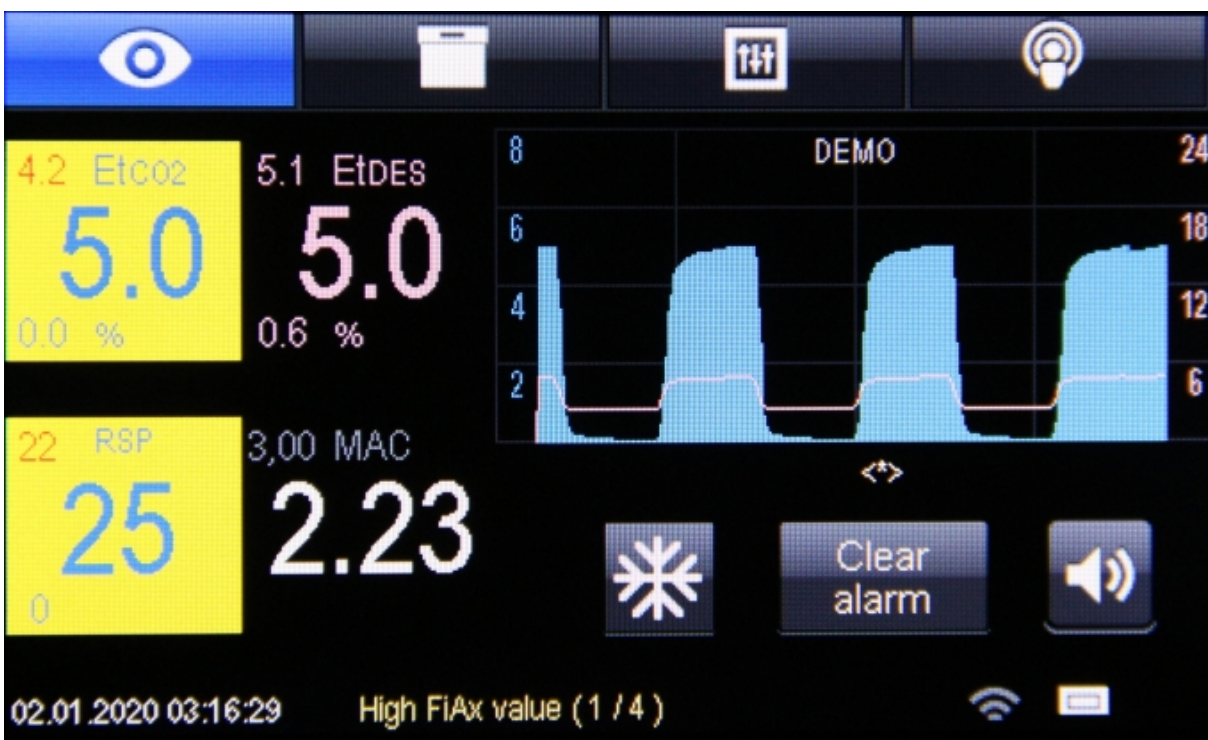 4.2 EtCO2
5.0
0.0 %
5.1 EtDES
5.0
0.6 %
8 DEMO 24
6 18
4 12
2 6
<*>
22 RSP
25
0
3,00 MAC
2.23
Clear
alarm
02.01.2020 03:16:29 High FiAx value ( 1 / 4 )